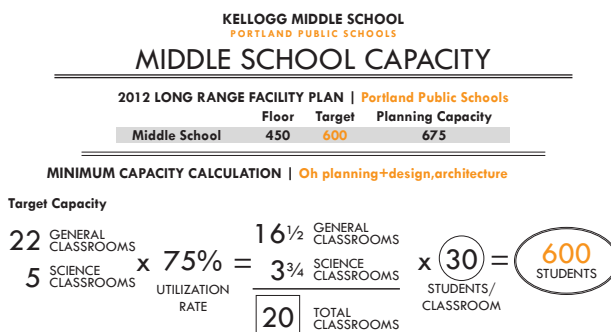 KELLOGG MIDDLE SCHOOL
PORTLAND PUBLIC SCHOOLS
MIDDLE SCHOOL CAPACITY
2012 LONG RANGE FACILITY PLAN | Portland Public Schools
Floor Target Planning Capacity
Middle School 450 600 675
MINIMUM CAPACITY CALCULATION | Oh planning+design,architecture
Target Capacity
22 GENERAL CLASSROOMS
5 SCIENCE CLASSROOMS
x 75% =
UTILIZATION
RATE
16½ GENERAL CLASSROOMS
3¾ SCIENCE CLASSROOMS
20 TOTAL CLASSROOMS
x 30 =
STUDENTS/
CLASSROOM
600
STUDENTS